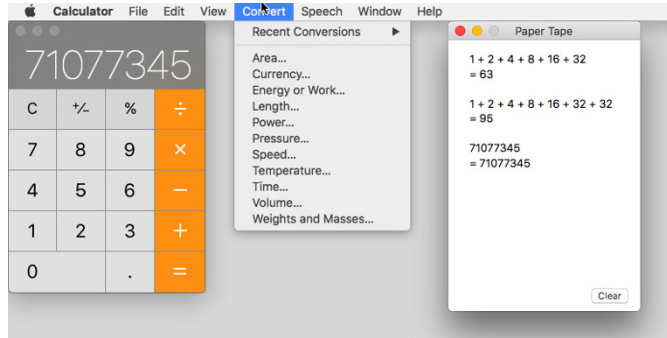 Calculator File Edit View Convert Speech Window Help
71077345
C +/− % ÷
7 8 9 ×
4 5 6 −
1 2 3 +
0 . =
Recent Conversions ▶
Area...
Currency...
Energy or Work...
Length...
Power...
Pressure...
Speed...
Temperature...
Time...
Volume...
Weights and Masses...
Paper Tape
1 + 2 + 4 + 8 + 16 + 32
= 63
1 + 2 + 4 + 8 + 16 + 32 + 32
= 95
71077345
= 71077345
Clear